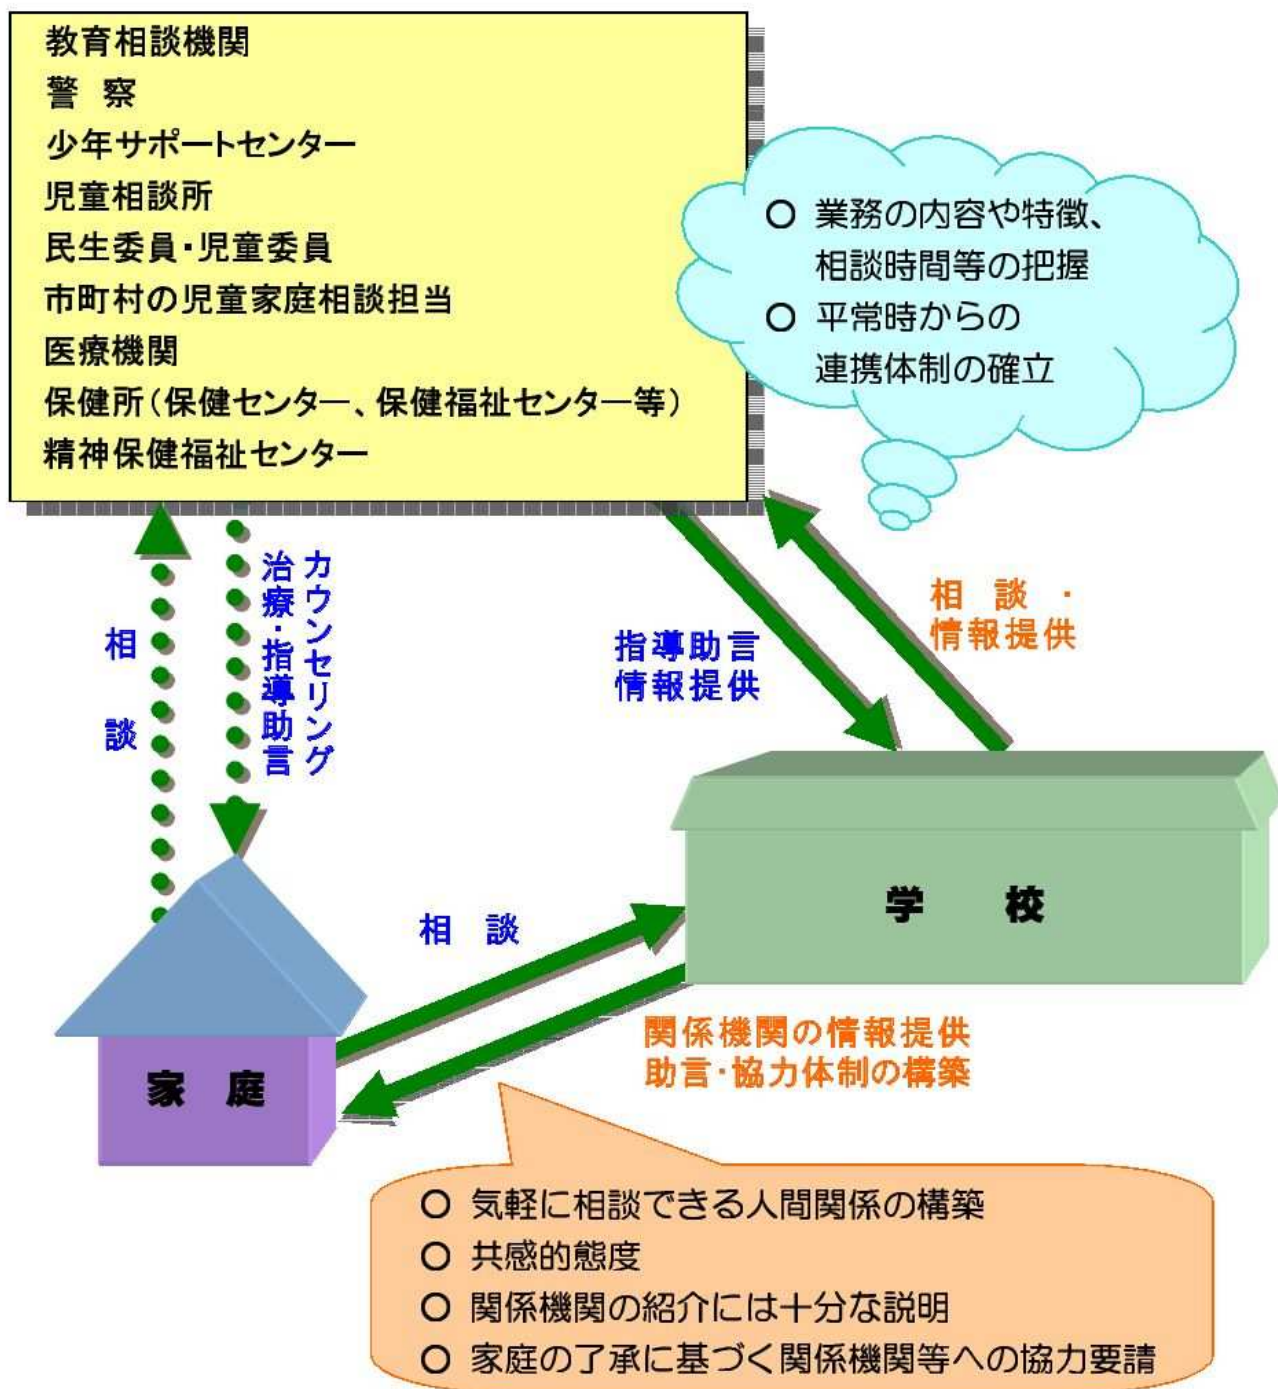 教育相談機関
警 察
少年サポートセンター
児童相談所
民生委員・児童委員
市町村の児童家庭相談担当
医療機関
保健所（保健センター、保健福祉センター等）
精神保健福祉センター
○ 業務の内容や特徴、
相談時間等の把握
○ 平常時からの
連携体制の確立
相 談
カウンセリング
治療・指導助言
指導助言
情報提供
相 談 ・
情報提供
学 校
相 談
関係機関の情報提供
助言・協力体制の構築
家 庭
○ 気軽に相談できる人間関係の構築
○ 共感的態度
○ 関係機関の紹介には十分な説明
○ 家庭の了承に基づく関係機関等への協力要請